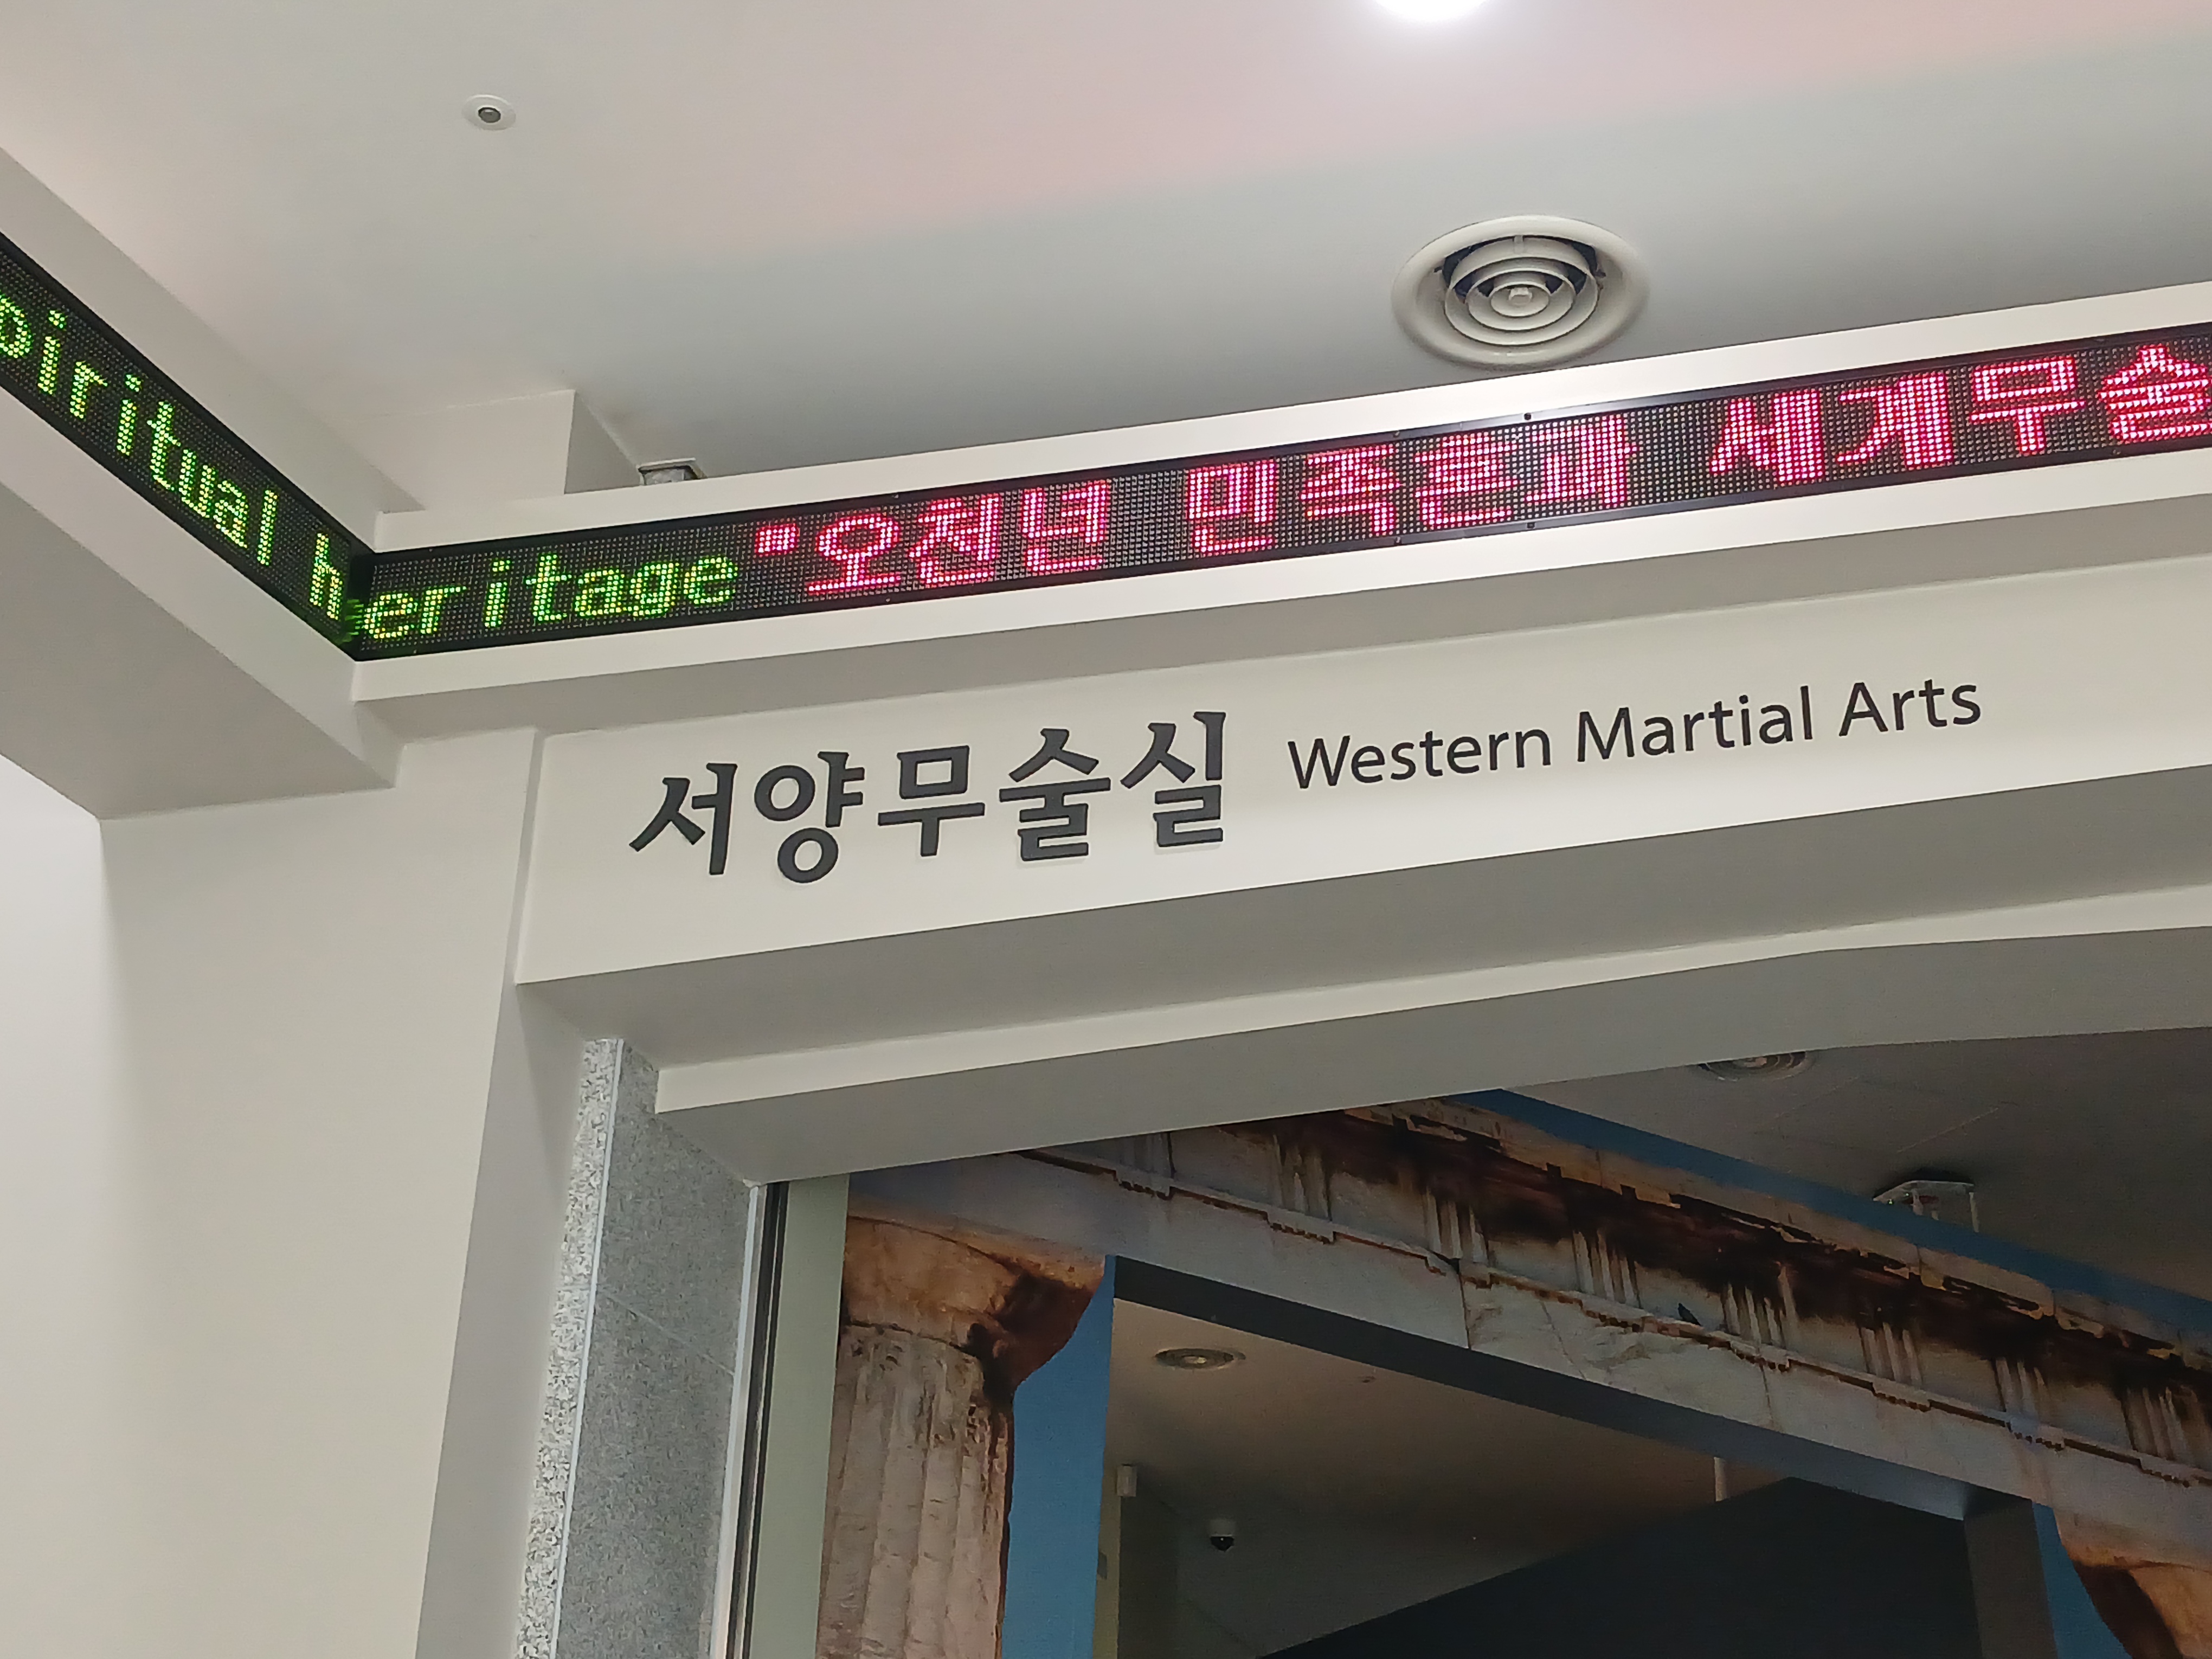 piritual heritage "오천년 민족혼과 세계무술
서양무술실 Western Martial Arts